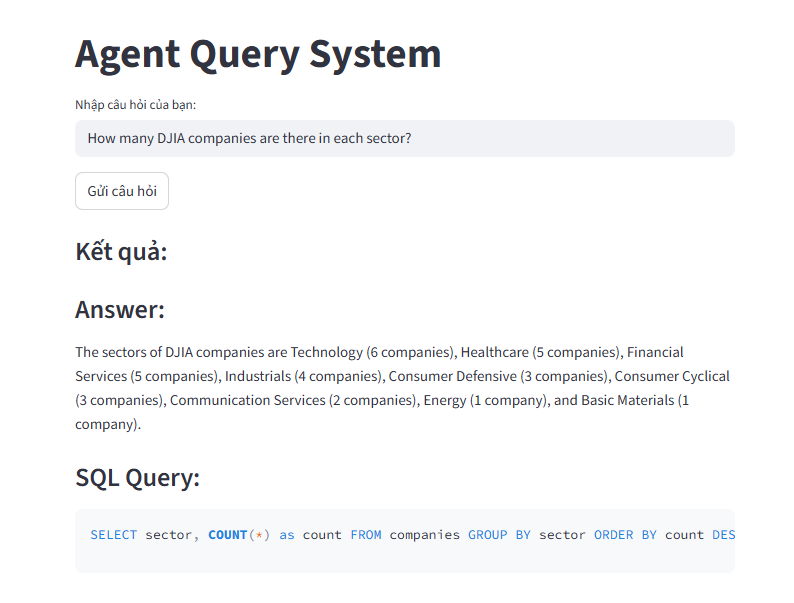 Agent Query System
Nhập câu hỏi của bạn:
How many DJIA companies are there in each sector?
Gửi câu hỏi
Kết quả:
Answer:
The sectors of DJIA companies are Technology (6 companies), Healthcare (5 companies), Financial
Services (5 companies), Industrials (4 companies), Consumer Defensive (3 companies), Consumer Cyclical
(3 companies), Communication Services (2 companies), Energy (1 company), and Basic Materials (1
company).
SQL Query:
SELECT sector, COUNT(*) as count FROM companies GROUP BY sector ORDER BY count DES